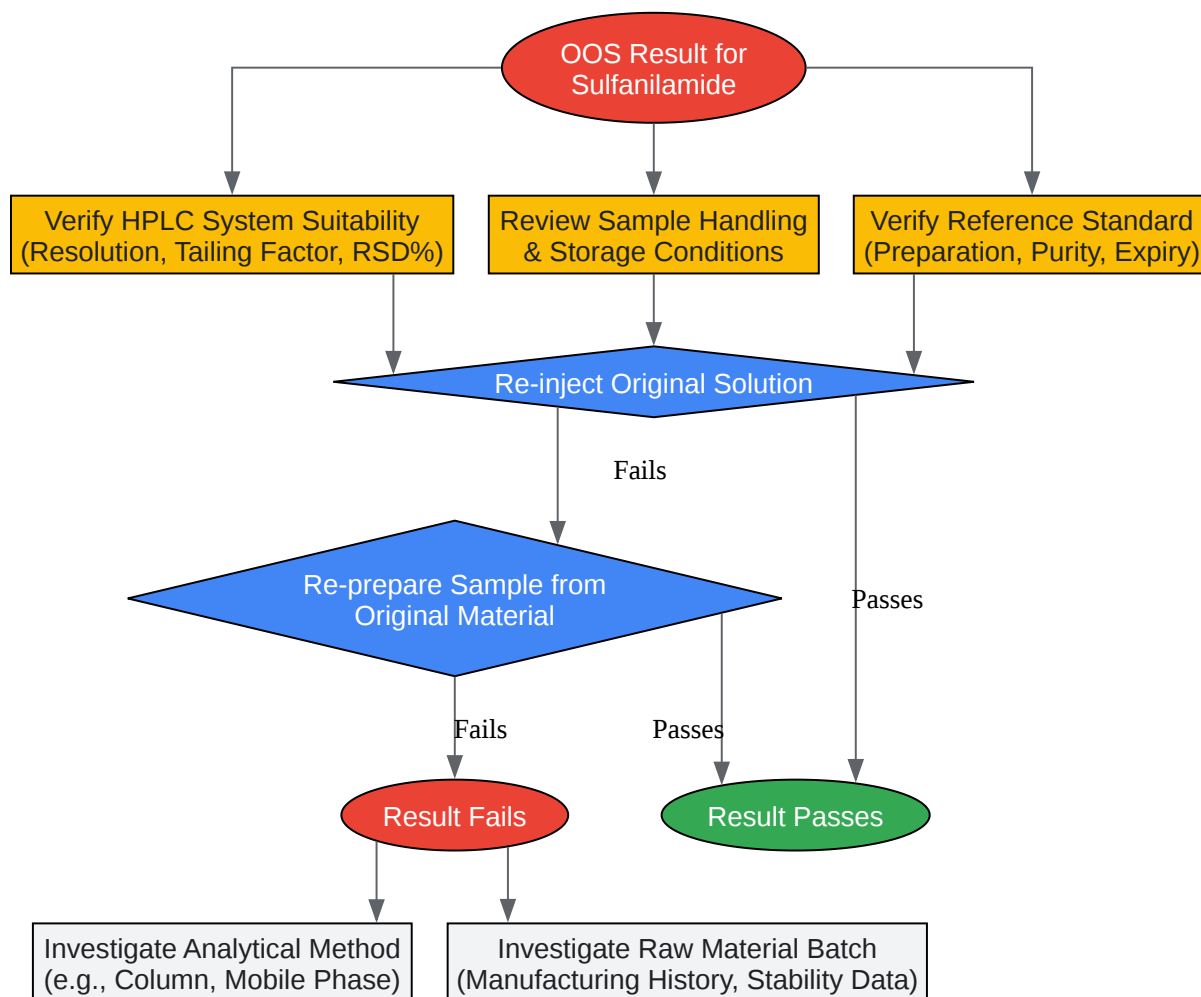 OOS Result for
Sulfanilamide
Verify HPLC System Suitability
(Resolution, Tailing Factor, RSD%)
Review Sample Handling
& Storage Conditions
Verify Reference Standard
(Preparation, Purity, Expiry)
Re-inject Original Solution
Fails
Re-prepare Sample from
Original Material
Passes
Fails
Passes
Result Fails
Result Passes
Investigate Analytical Method
(e.g., Column, Mobile Phase)
Investigate Raw Material Batch
(Manufacturing History, Stability Data)